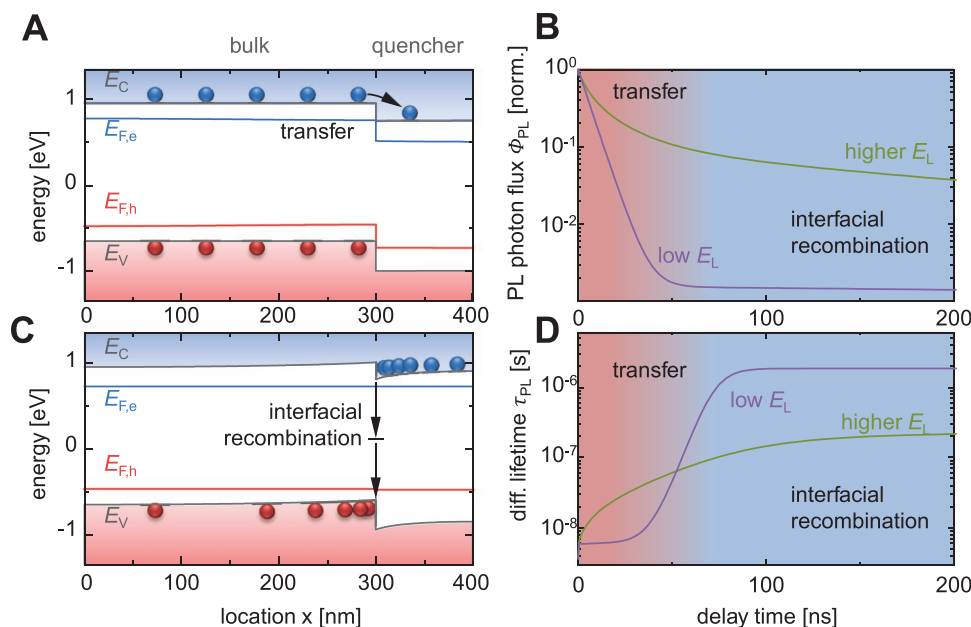 A
bulk
quencher
energy [eV]
1
0
-1
E_C
E_F,e
transfer
E_F,h
E_V
0
100
200
300
400
B
PL photon flux Φ_PL [norm.]
10^0
10^-1
10^-2
transfer
higher E_L
interfacial
recombination
low E_L
0
100
200
C
energy [eV]
1
0
-1
E_C
E_F,e
interfacial
recombination
E_F,h
E_V
0
100
200
300
400
location x [nm]
D
diff. lifetime τ_PL [s]
10^-6
10^-7
10^-8
transfer
low E_L
higher E_L
interfacial
recombination
0
100
200
delay time [ns]